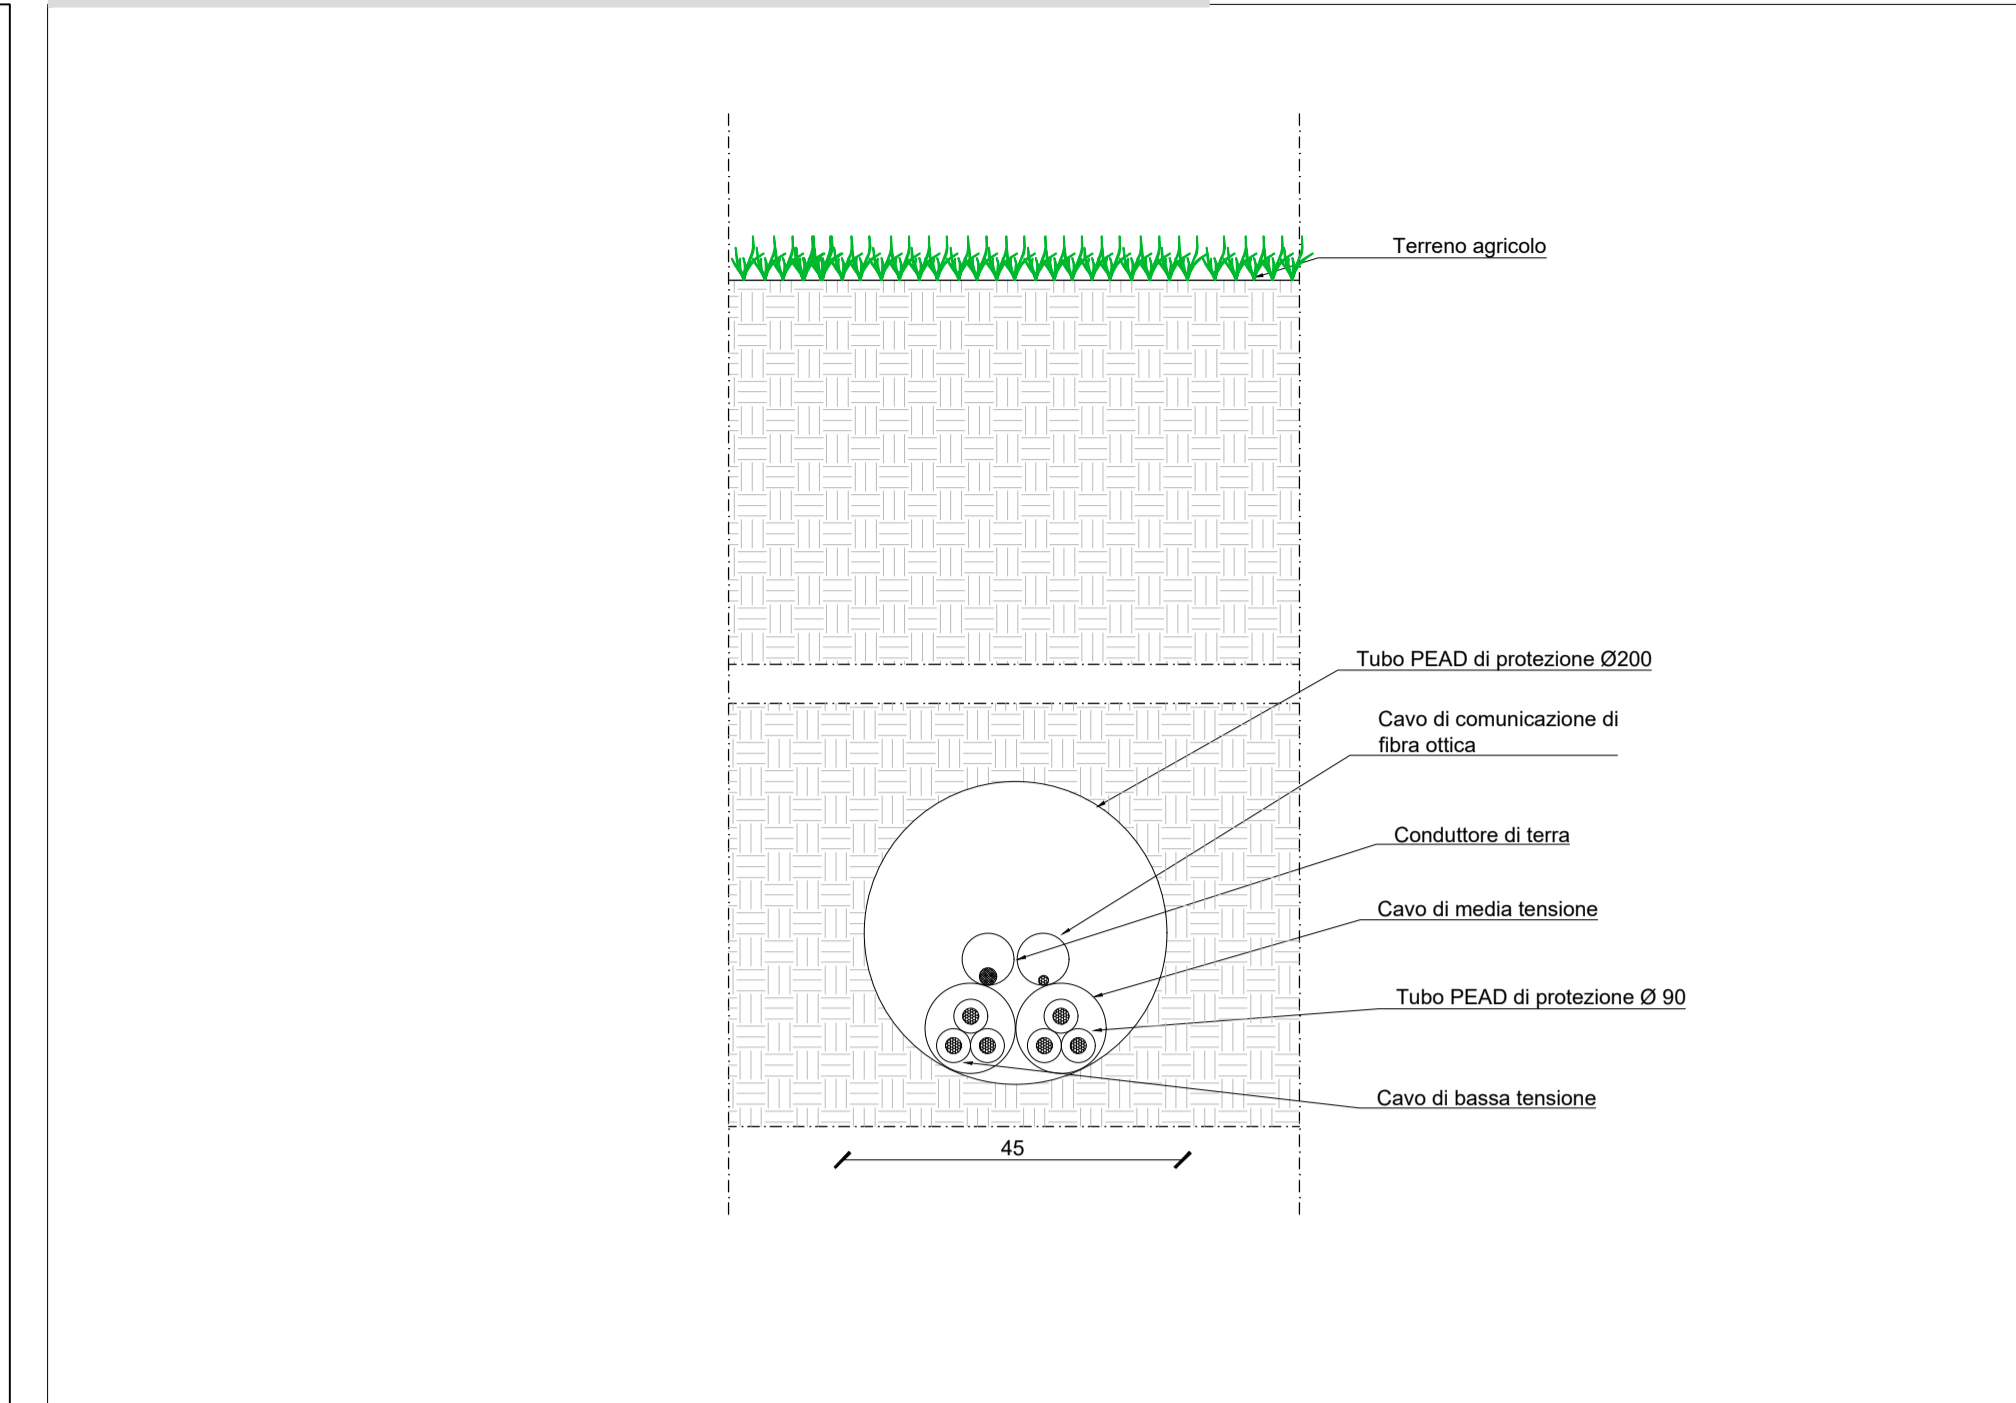 Terreno agricolo
Tubo PEAD di protezione Ø200
Cavo di comunicazione di
fibra ottica
Conduttore di terra
Cavo di media tensione
Tubo PEAD di protezione Ø 90
Cavo di bassa tensione
45